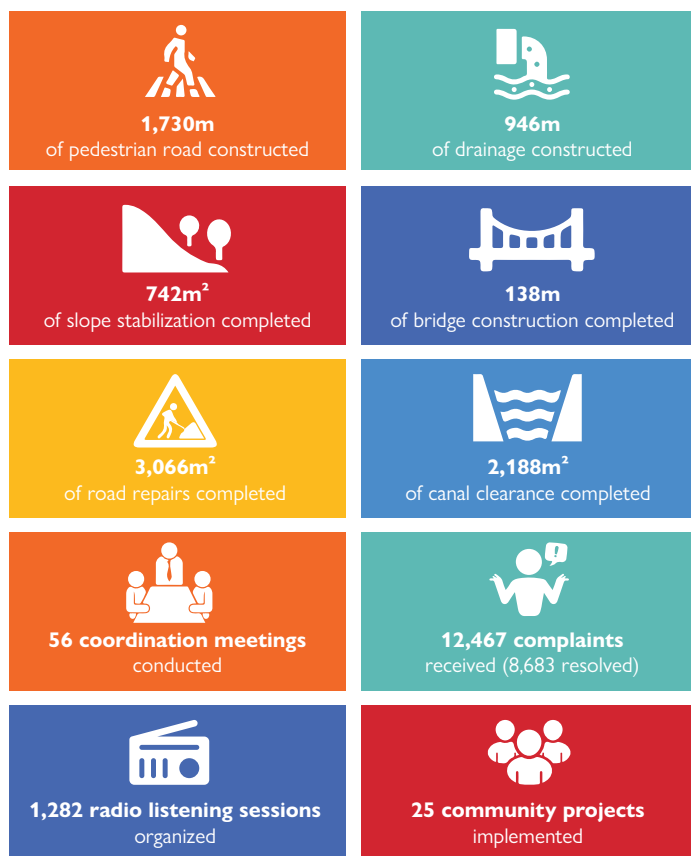 1,730m
of pedestrian road constructed
946m
of drainage constructed
742m²
of slope stabilization completed
138m
of bridge construction completed
3,066m²
of road repairs completed
2,188m²
of canal clearance completed
56 coordination meetings
conducted
!
12,467 complaints
received (8,683 resolved)
1,282 radio listening sessions
organized
25 community projects
implemented